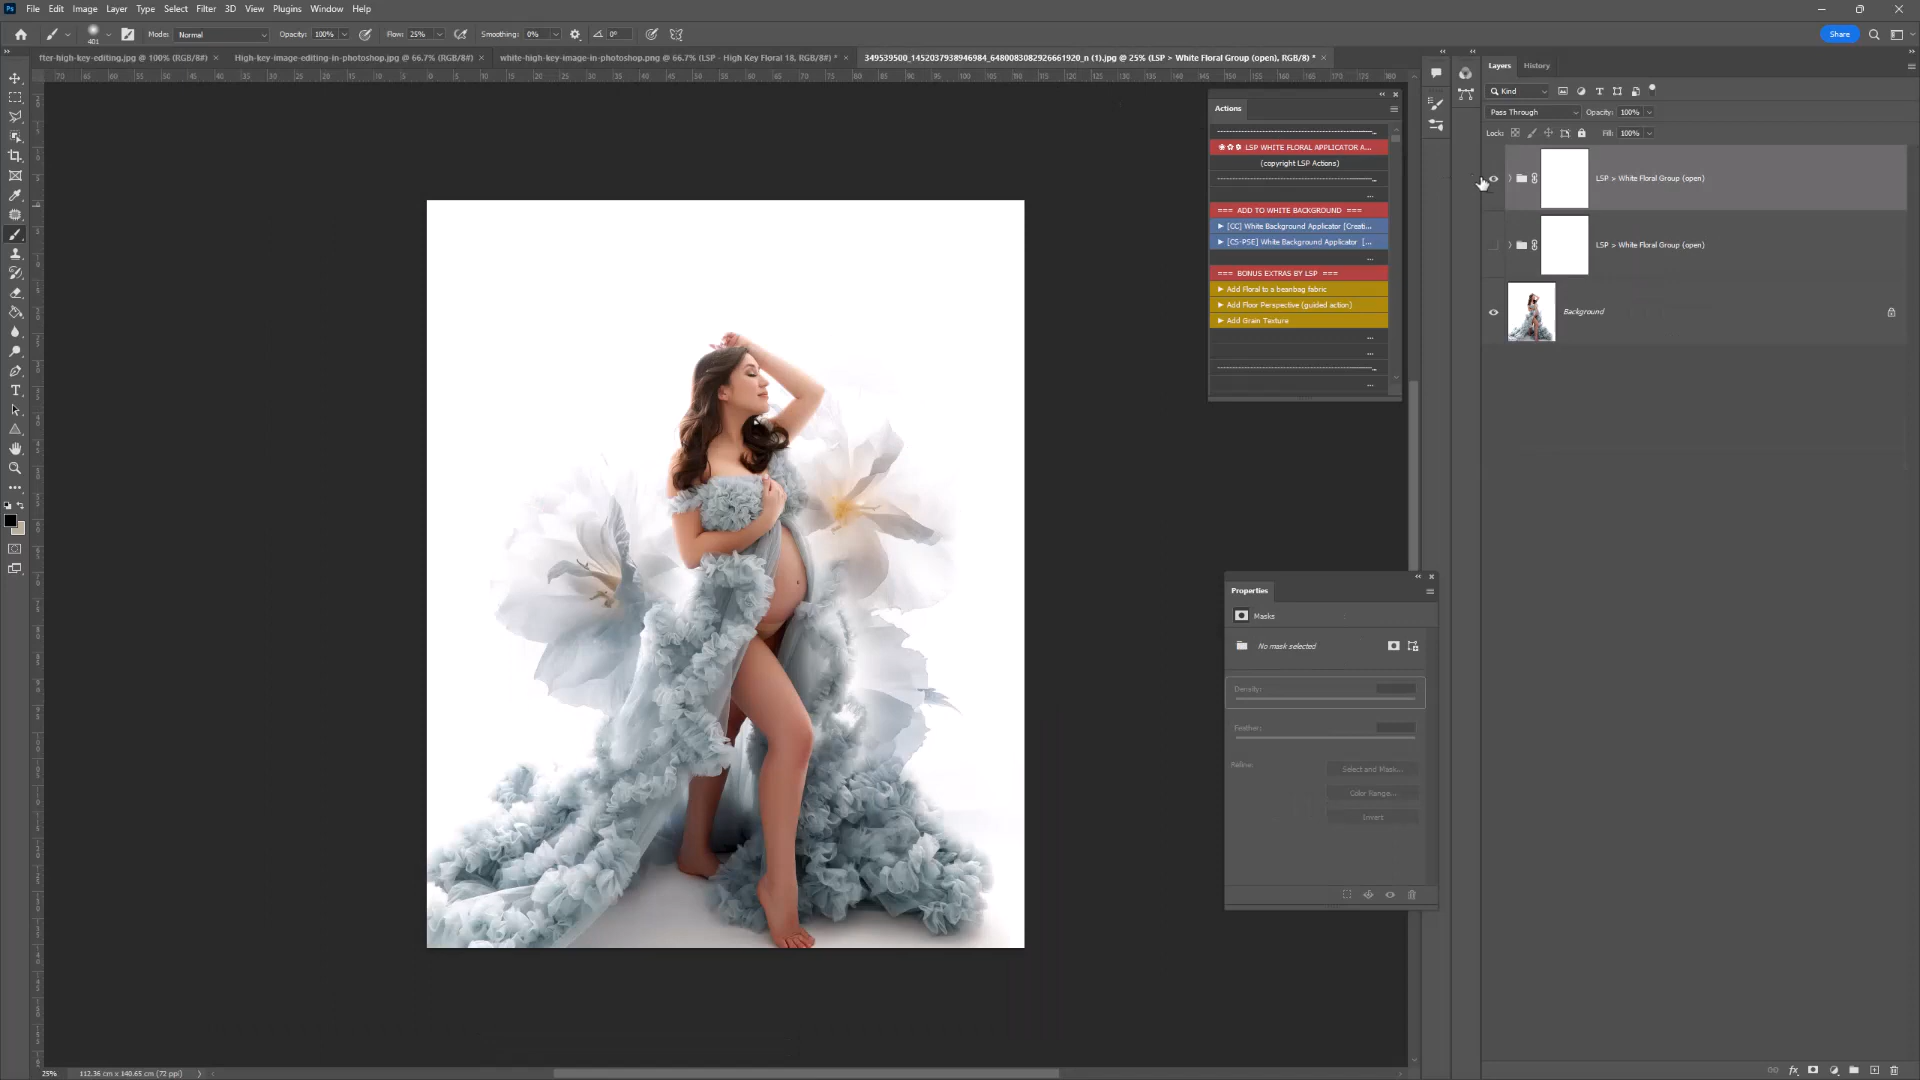 File Edit Image Layer Type Select Filter 3D View Plugins Window Help
401 Mode: Normal Opacity: 100% Flow: 25% Smoothing: 0% 0° Share
fter-high-key-editing.jpg @ 100% (RGB/8#) × High-key-image-editing-in-photoshop.jpg @ 66.7% (RGB/8#) × white-high-key-image-in-photoshop.png @ 66.7% (LSP - High Key Floral 18, RGB/8#) * × 349539500_1452037938946984_6480083082926661920_n (1).jpg @ 25% (LSP > White Floral Group (open), RGB/8) * ×
Layers History
Kind
Pass Through Opacity: 100%
Lock: Fill: 100%
LSP > White Floral Group (open)
LSP > White Floral Group (open)
Background
Actions
LSP WHITE FLORAL APPLICATOR A...
(copyright LSP Actions)
...
=== ADD TO WHITE BACKGROUND ===
[CC] White Background Applicator [Creati...
[CS-PSE] White Background Applicator [...
...
=== BONUS EXTRAS BY LSP ===
Add Floral to a beanbag fabric
Add Floor Perspective (guided action)
Add Grain Texture
...
...
...
Properties
Masks
No mask selected
Density:
Feather:
Refine:
Select and Mask...
Color Range...
Invert
25% 112.36 cm x 140.65 cm (72 ppi)